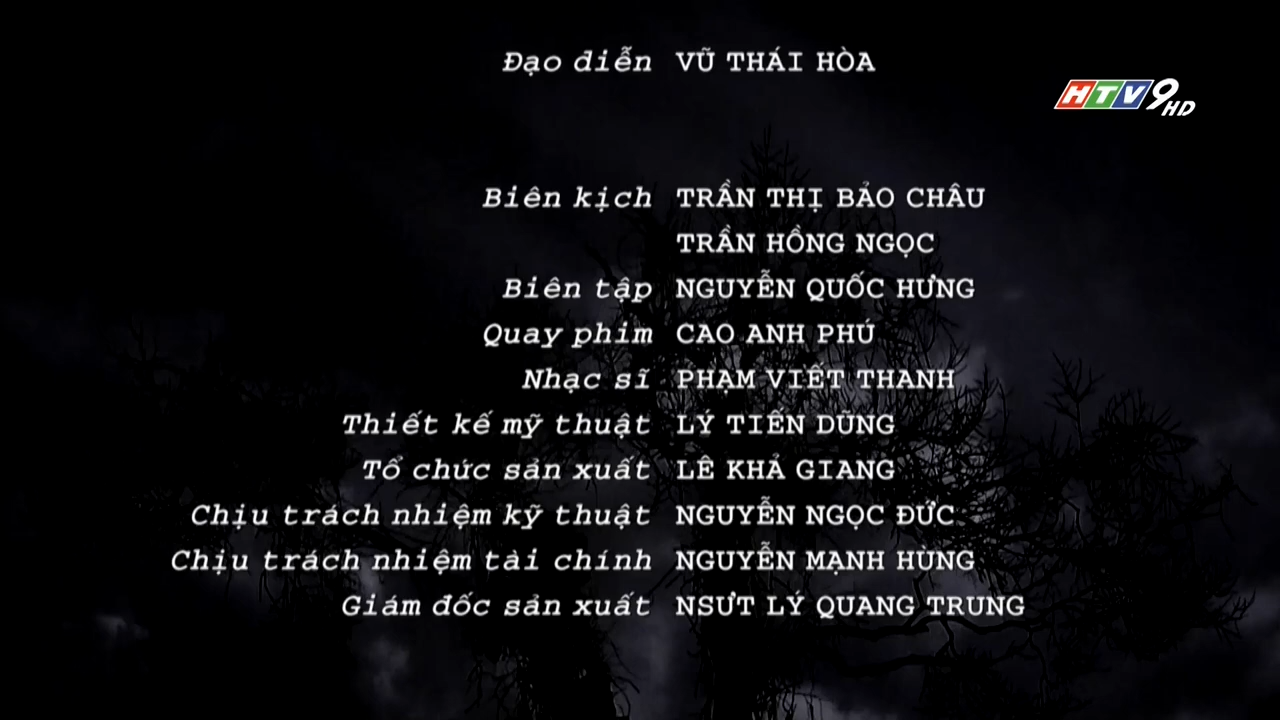 Đạo diễn VŨ THÁI HÒA
HTV9 HD
Biên kịch TRẦN THỊ BẢO CHÂU
TRẦN HỒNG NGỌC
Biên tập NGUYỄN QUỐC HƯNG
Quay phim CAO ANH PHÚ
Nhạc sĩ PHẠM VIẾT THANH
Thiết kế mỹ thuật LÝ TIẾN DŨNG
Tổ chức sản xuất LÊ KHẢ GIANG
Chịu trách nhiệm kỹ thuật NGUYỄN NGỌC ĐỨC
Chịu trách nhiệm tài chính NGUYỄN MẠNH HÙNG
Giám đốc sản xuất NSƯT LÝ QUANG TRUNG